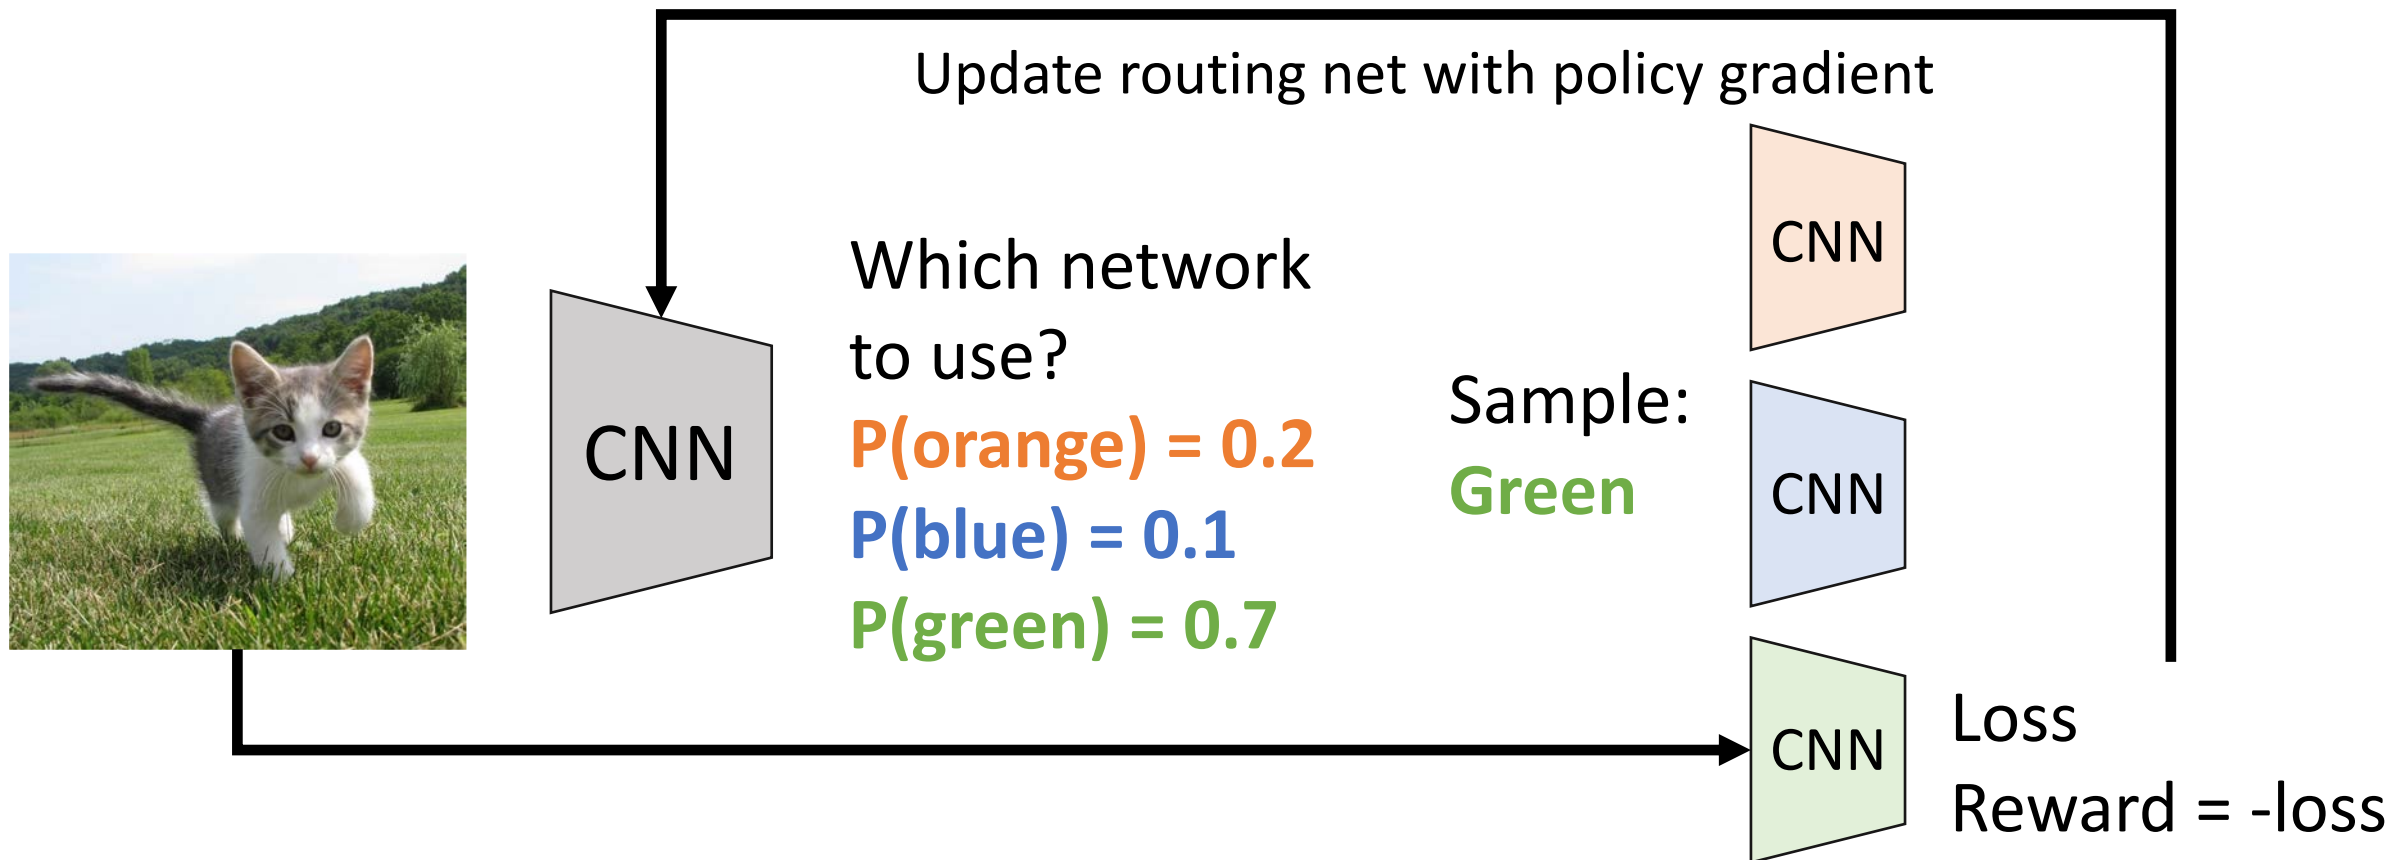 Update routing net with policy gradient
CNN
Which network
to use?
P(orange) = 0.2
P(blue) = 0.1
P(green) = 0.7
Sample:
Green
CNN
CNN
CNN
Loss
Reward = -loss